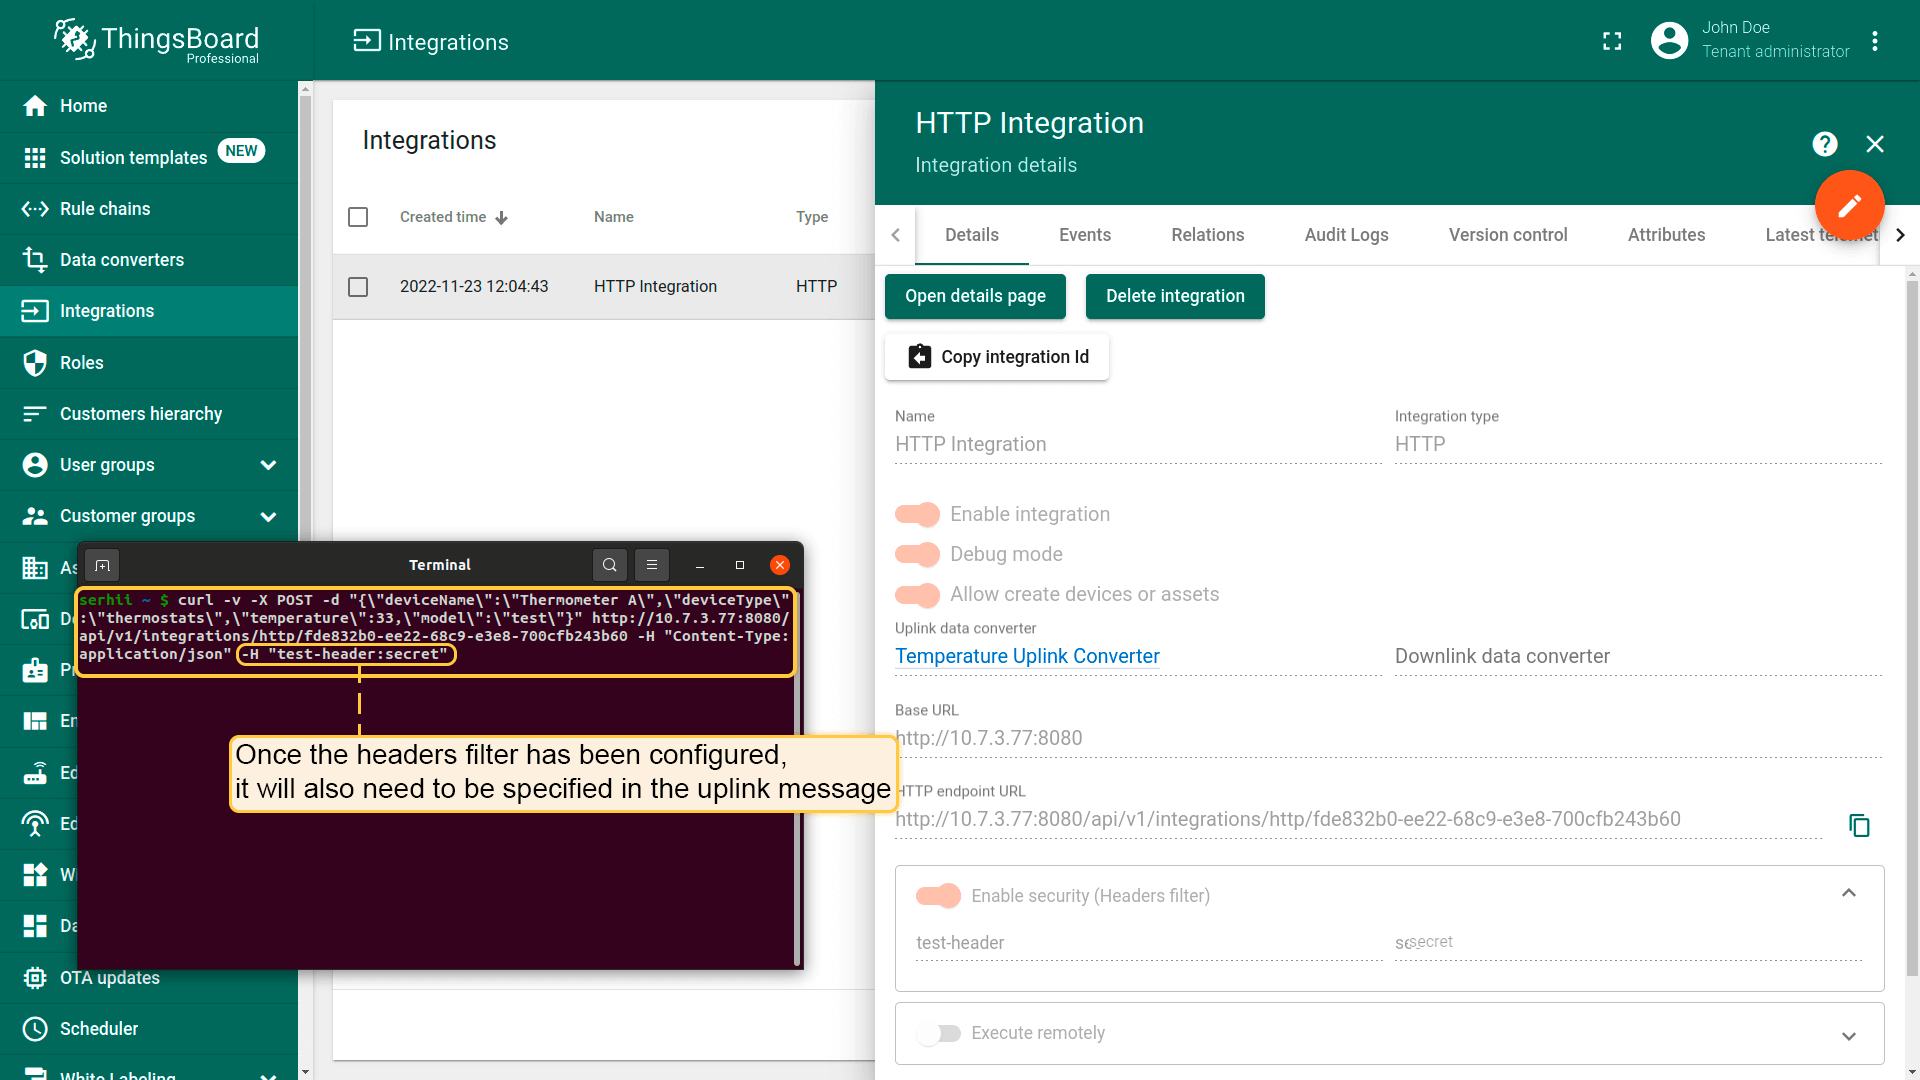 ThingsBoard
Professional
Integrations
John Doe
Tenant administrator
Home
Solution templates NEW
Rule chains
Data converters
Integrations
Roles
Customers hierarchy
User groups
Customer groups
As
D
P
En
Ed
Ed
W
Da
OTA updates
Scheduler
White Labeling
Integrations
Created time
Name
Type
2022-11-23 12:04:43
HTTP Integration
HTTP
Terminal
serhii ~ $ curl -v -X POST -d "{\"deviceName\":\"Thermometer A\",\"deviceType\"
:\"thermostats\",\"temperature\":33,\"model\":\"test\"}" http://10.7.3.77:8080/
api/v1/integrations/http/fde832b0-ee22-68c9-e3e8-700cfb243b60 -H "Content-Type:
application/json" -H "test-header:secret"
Once the headers filter has been configured,
it will also need to be specified in the uplink message
HTTP Integration
Integration details
Details
Events
Relations
Audit Logs
Version control
Attributes
Latest telemet
Open details page
Delete integration
Copy integration Id
Name
HTTP Integration
Integration type
HTTP
Enable integration
Debug mode
Allow create devices or assets
Uplink data converter
Temperature Uplink Converter
Downlink data converter
Base URL
http://10.7.3.77:8080
HTTP endpoint URL
http://10.7.3.77:8080/api/v1/integrations/http/fde832b0-ee22-68c9-e3e8-700cfb243b60
Enable security (Headers filter)
test-header
secret
Execute remotely